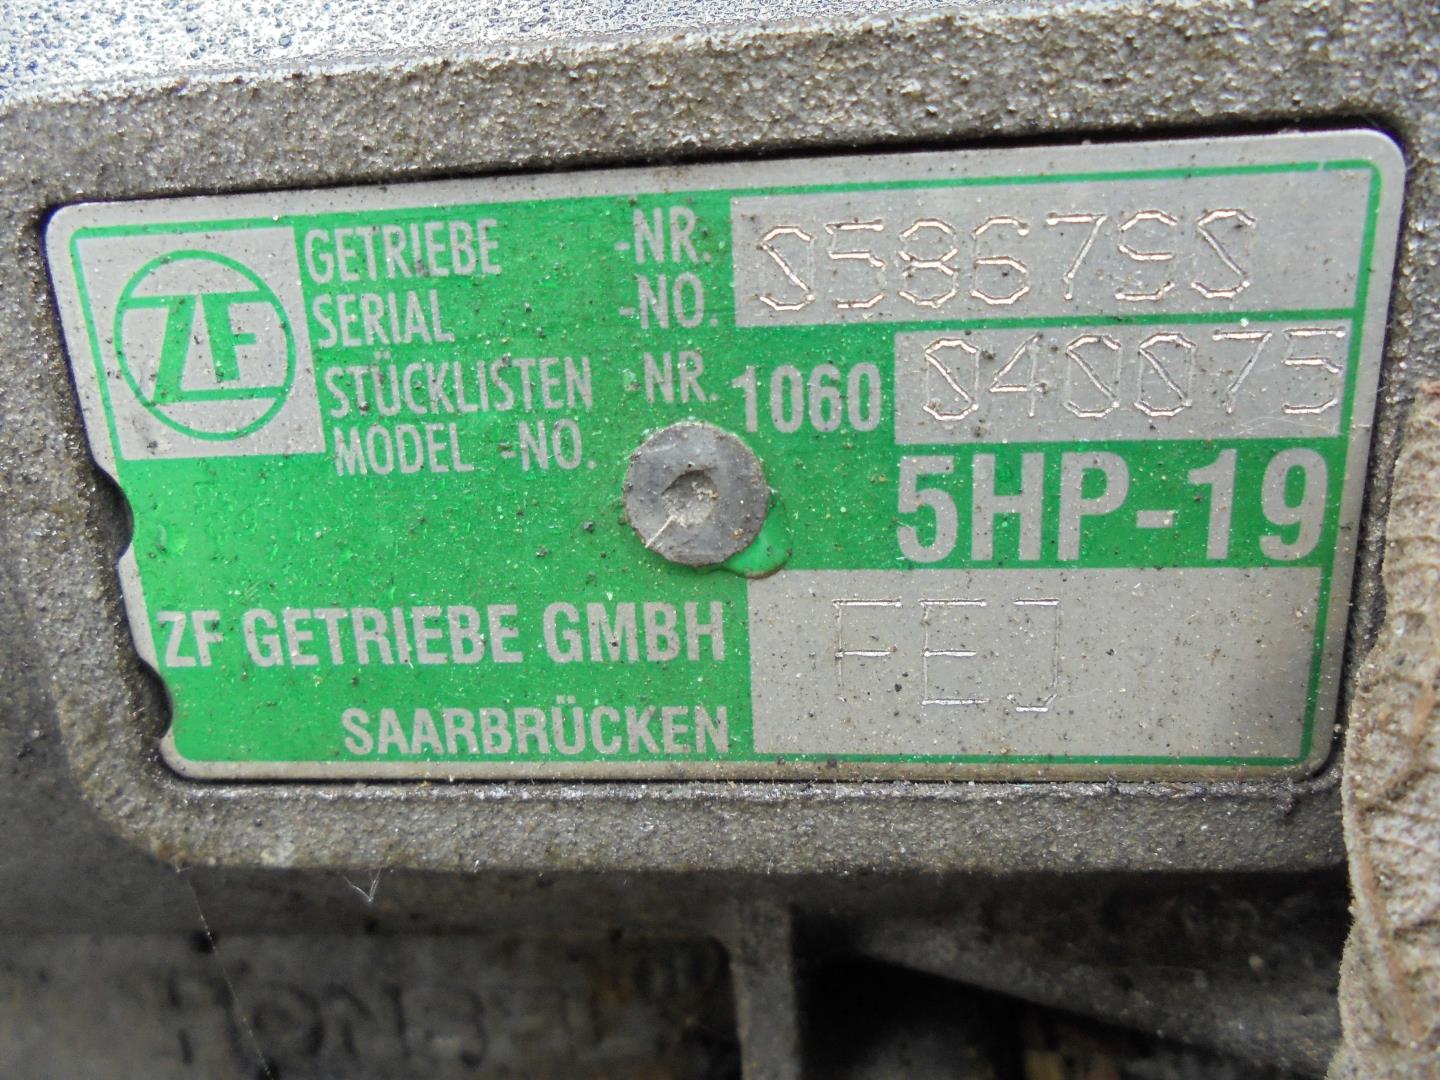 ZF
GETRIEBE -NR. 0586790
SERIAL -NO.
STÜCKLISTEN -NR. 1060 040075
MODEL -NO.
5HP-19
ZF GETRIEBE GMBH FEJ
SAARBRÜCKEN